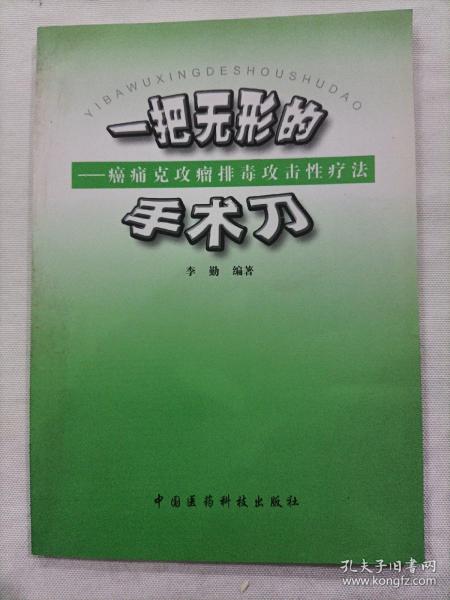 YIBAWUXINGDESHOUSHUDAO
一把无形的
——癌痛克攻瘤排毒攻击性疗法
手术刀
李 勤 编著
中国医药科技出版社
孔夫子旧书网
www.kongfz.com